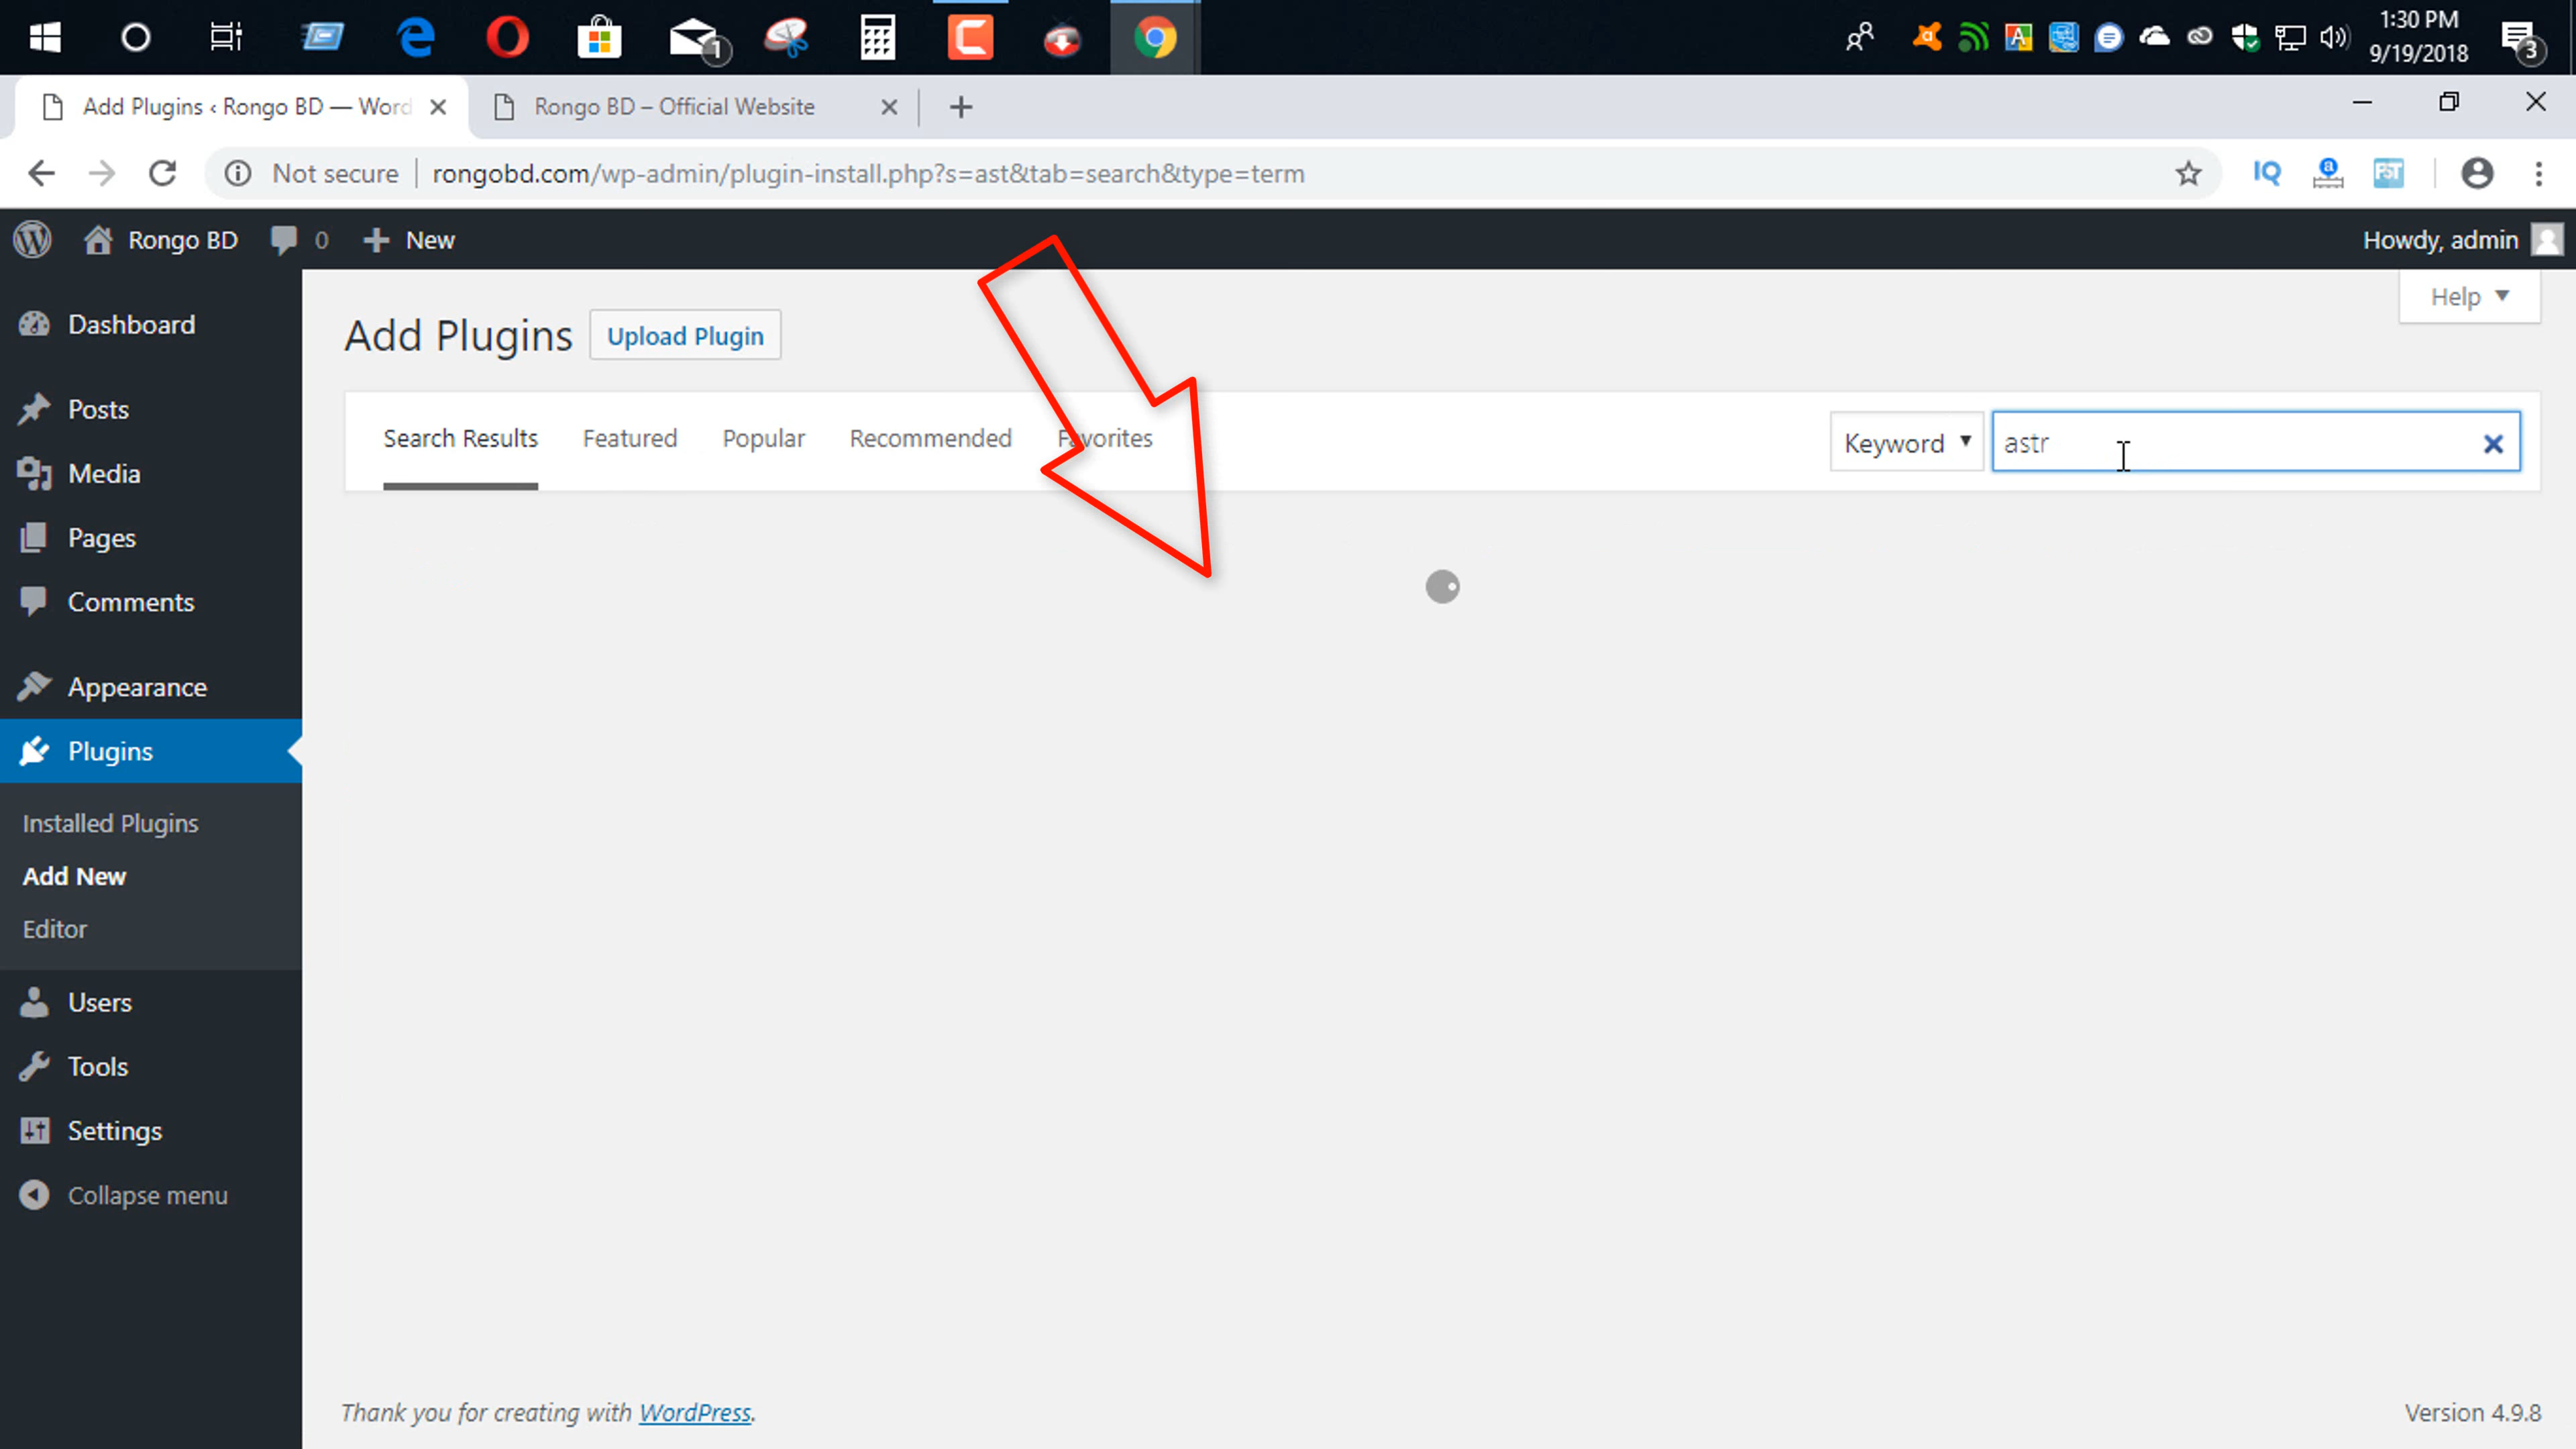 1:30 PM
9/19/2018
1
3
Add Plugins ‹ Rongo BD — Word
Rongo BD – Official Website
Not secure
rongobd.com/wp-admin/plugin-install.php?s=ast&tab=search&type=term
IQ
a
PST
Rongo BD
0
New
Howdy, admin
Help
Dashboard
Add Plugins
Upload Plugin
Posts
Search Results
Featured
Popular
Recommended
Favorites
Keyword
astr
Media
Pages
Comments
Appearance
Plugins
Installed Plugins
Add New
Editor
Users
Tools
Settings
Collapse menu
Thank you for creating with WordPress.
Version 4.9.8